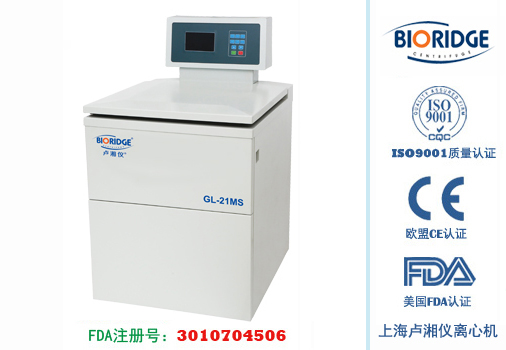 BIORIDGE
卢湘仪
GL-21MS
FDA注册号：3010704506
BIORIDGE
CENTRIFUGE
QUALITY ASSURED FIRM
ISO
9001
CQC
ISO9001质量认证
CE
欧盟CE认证
FDA
美国FDA认证
上海卢湘仪离心机